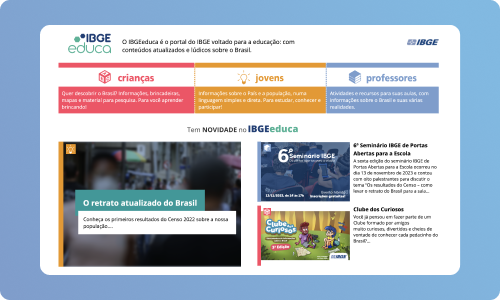 IBGE
educa
O IBGEeduca é o portal do IBGE voltado para a educação: com
conteúdos atualizados e lúdicos sobre o Brasil.
IBGE
crianças
Quer descobrir o Brasil? Informações, brincadeiras,
mapas e material para pesquisa. Para você aprender
brincando!
jovens
Informações sobre o País e a população, numa
linguagem simples e direta. Para estudar, conhecer e
participar!
professores
Atividades e recursos para suas aulas, com
informações sobre o Brasil e suas várias
realidades.
Tem NOVIDADE no IBGEeduca
O retrato atualizado do Brasil
Conheça os primeiros resultados do Censo 2022 sobre a nossa
população....
6º
Seminário IBGE
Inscrições gratuitas!
6º Seminário IBGE de Portas
Abertas para a Escola
A sexta edição do seminário IBGE de
Portas Abertas para a Escola ocorreu no
dia 13 de novembro de 2023 e contou
com oito palestrantes para discutir o
tema "Os resultados do Censo – como
levar o retrato do Brasil para a sala...
Clube dos
Curiosos
IBGE
Clube dos Curiosos
Você já pensou em fazer parte de um
Clube formado por amigos
muito curiosos, divertidos e cheios de
vontade de conhecer cada pedacinho do
Brasil?...